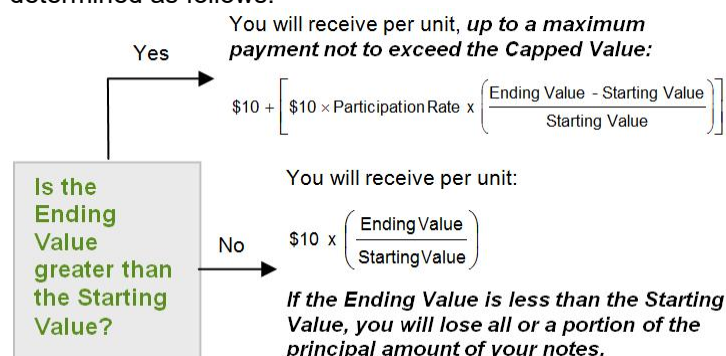 determined as follows:
You will receive per unit, up to a maximum
Yes
payment not to exceed the Capped Value:
$10 + [ $10 × Participation Rate x ( Ending Value - Starting Value
Starting Value ) ]
Is the
Ending
Value
greater than
the Starting
Value?
No
You will receive per unit:
$10 x ( Ending Value
Starting Value )
If the Ending Value is less than the Starting
Value, you will lose all or a portion of the
principal amount of your notes.